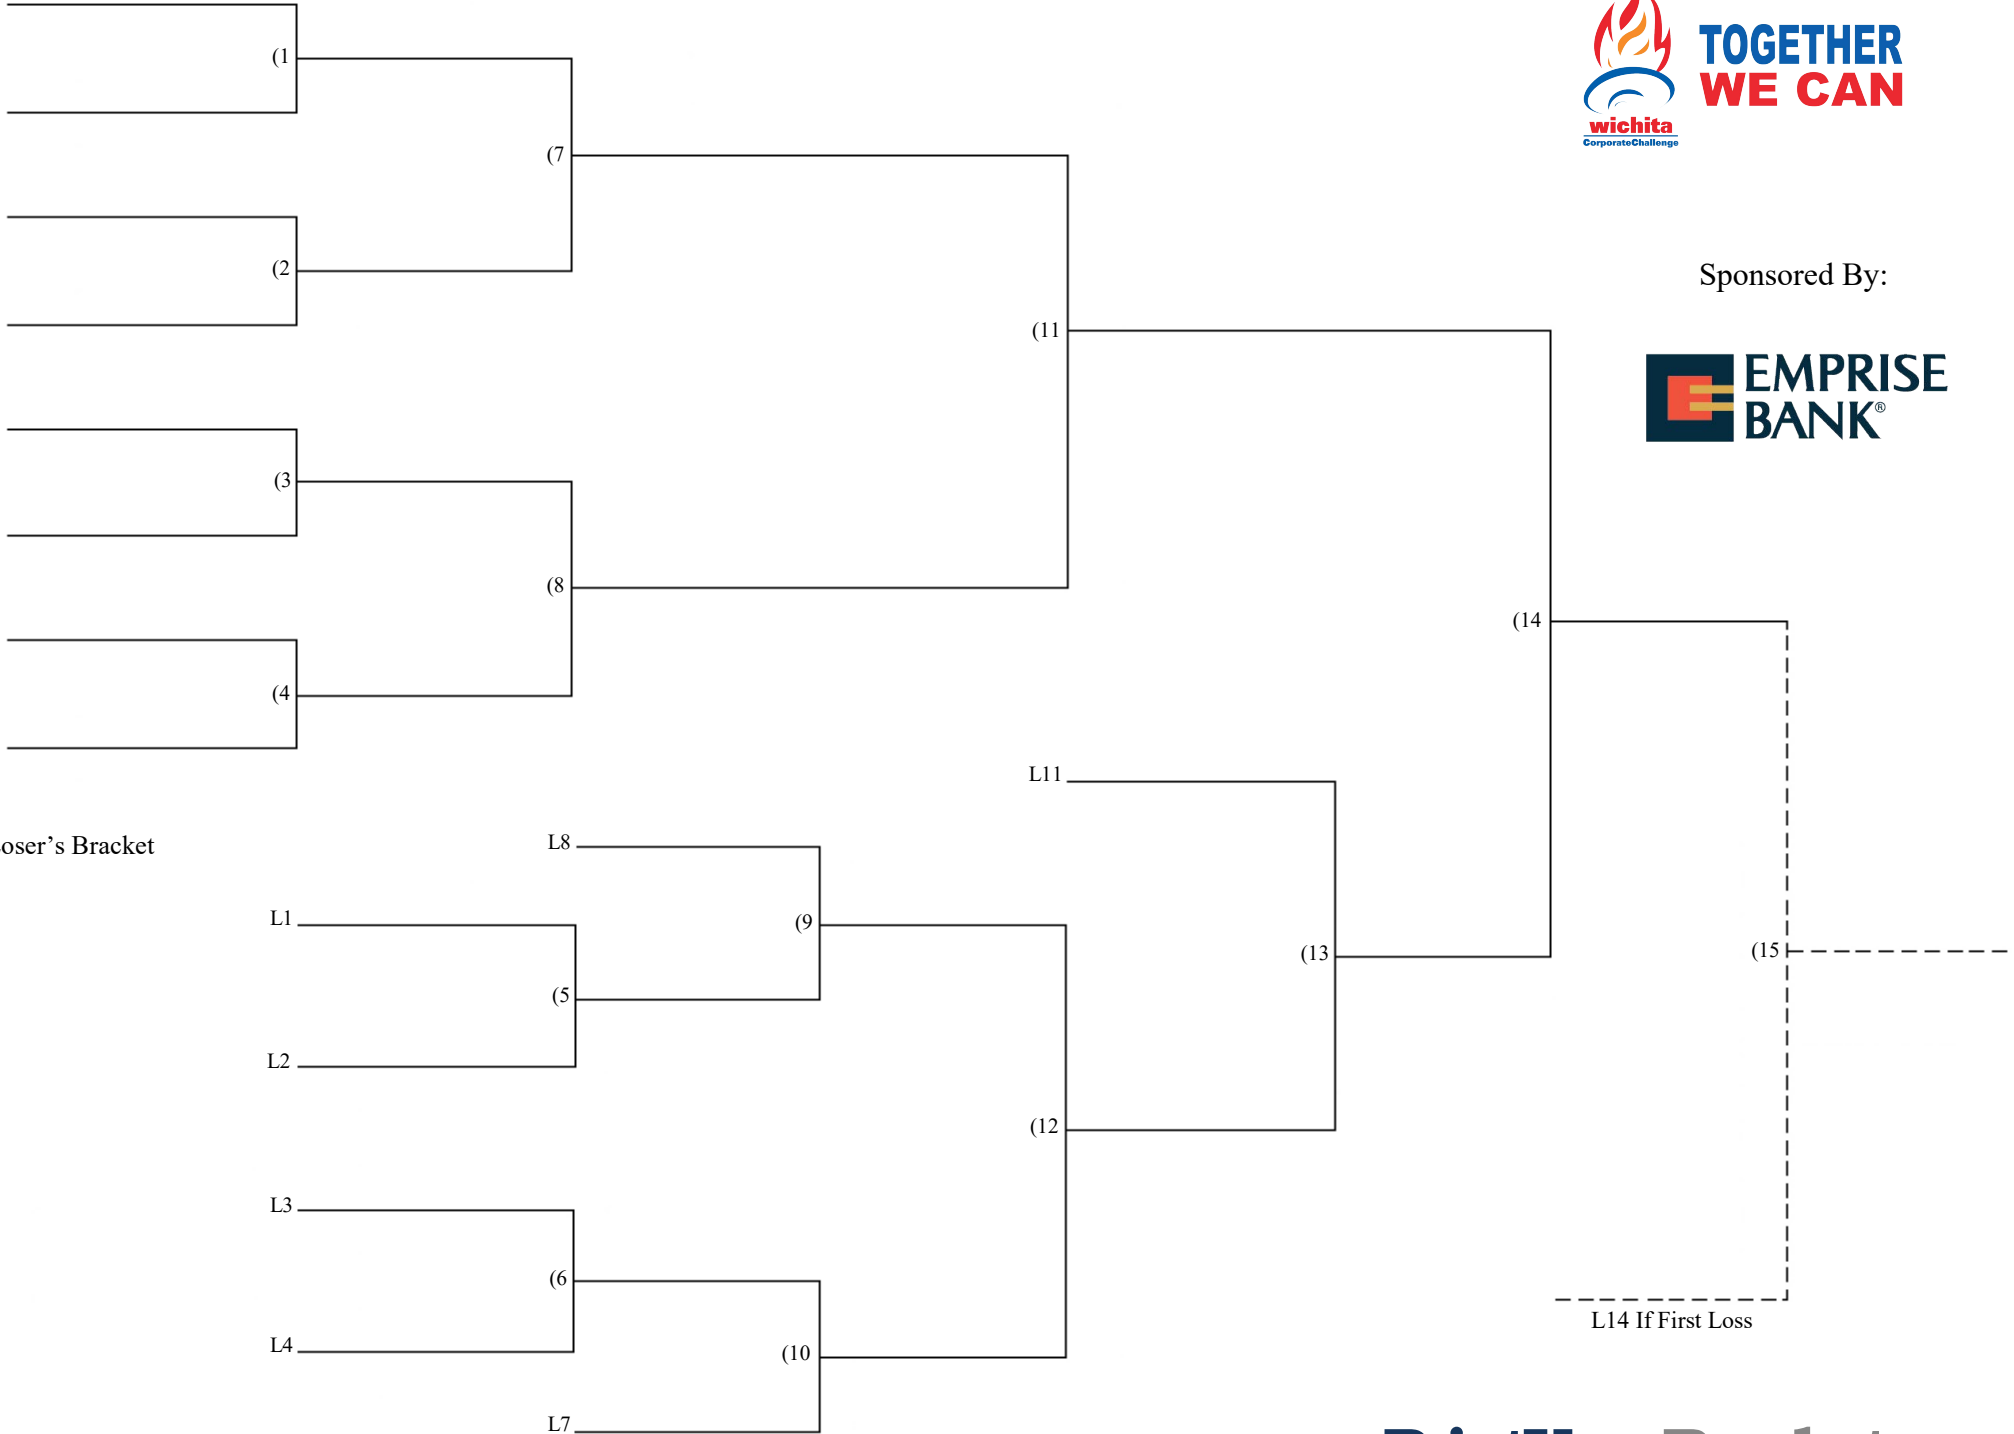 (1
(7
(2
(11
(3
(8
(4
(14
TOGETHER
WE CAN
wichita
CorporateChallenge
Sponsored By:
EMPRISE
BANK®
oser’s Bracket
L11
L8
L1
(9
(5
L2
(13
(15
(12
L3
(6
L4
(10
L7
L14 If First Loss